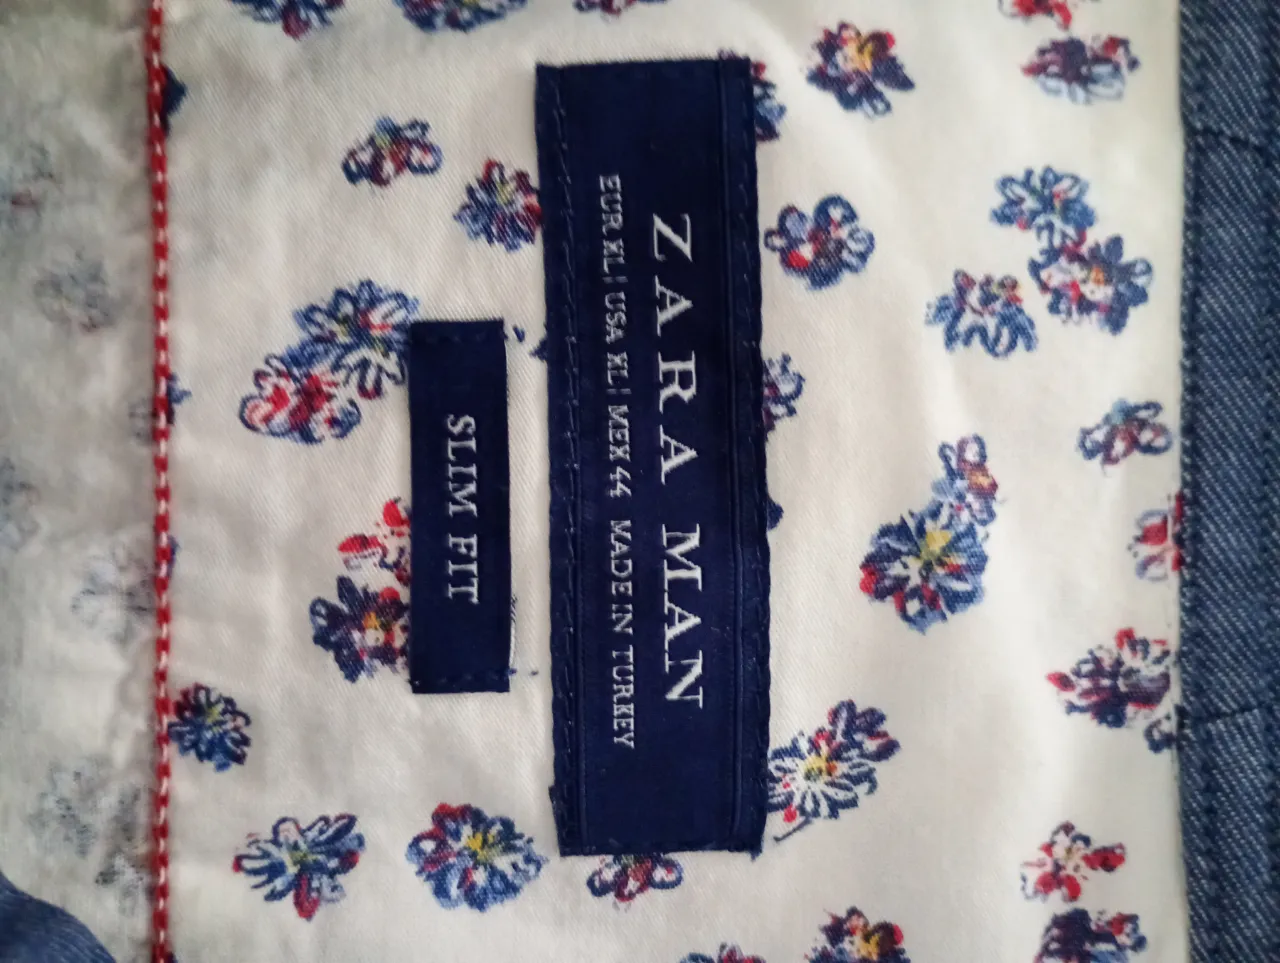 ZARA MAN
EUR XL | USA XL | MEX 44 MADE IN TURKEY
SLIM FIT